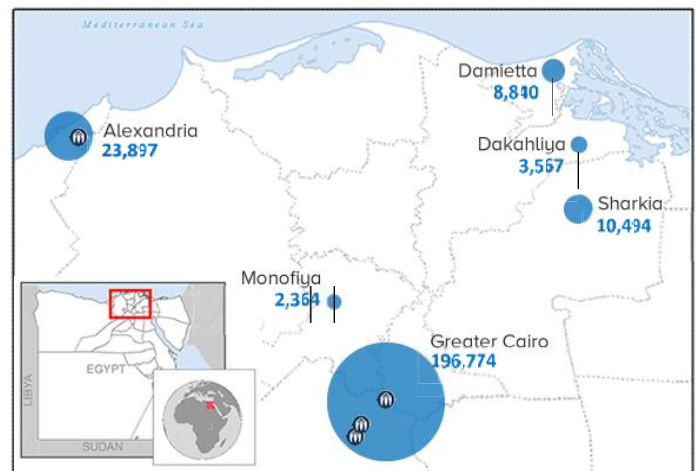 Mediterranean Sea
Damietta
8,840
Alexandria
23,897
Dakahliya
3,567
Sharkia
10,494
Monofiya
2,364
Greater Cairo
196,774
EGYPT
LIBYA
SUDAN